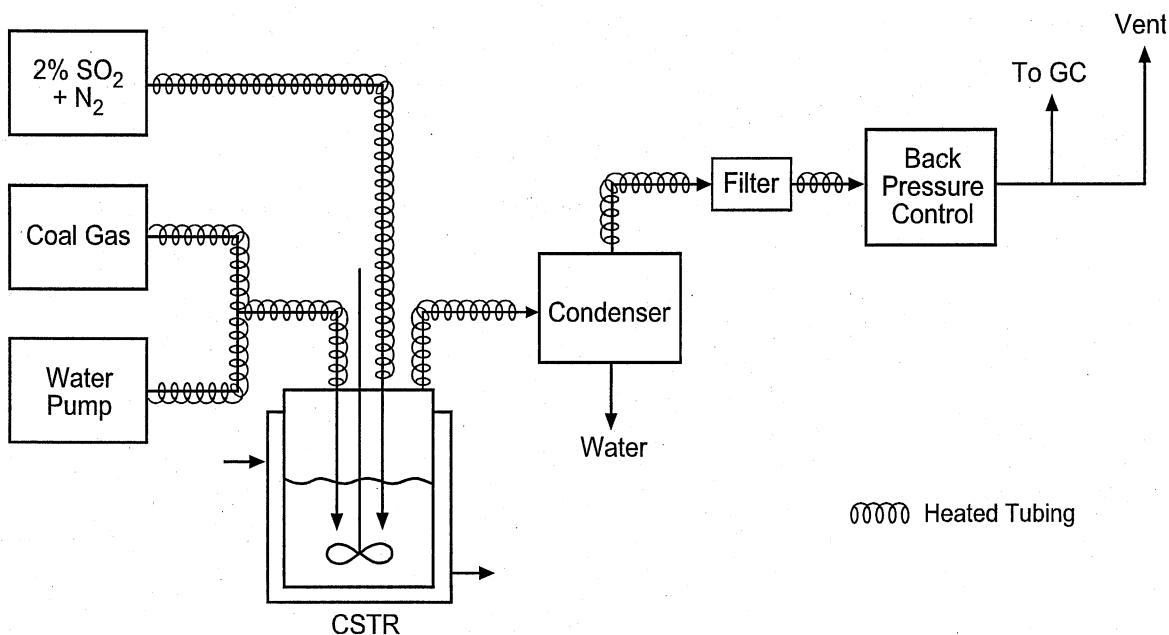 Vent
To GC
2% SO₂
+ N₂
Back
Pressure
Control
Filter
Coal Gas
Condenser
Water
Pump
Water
Heated Tubing
CSTR